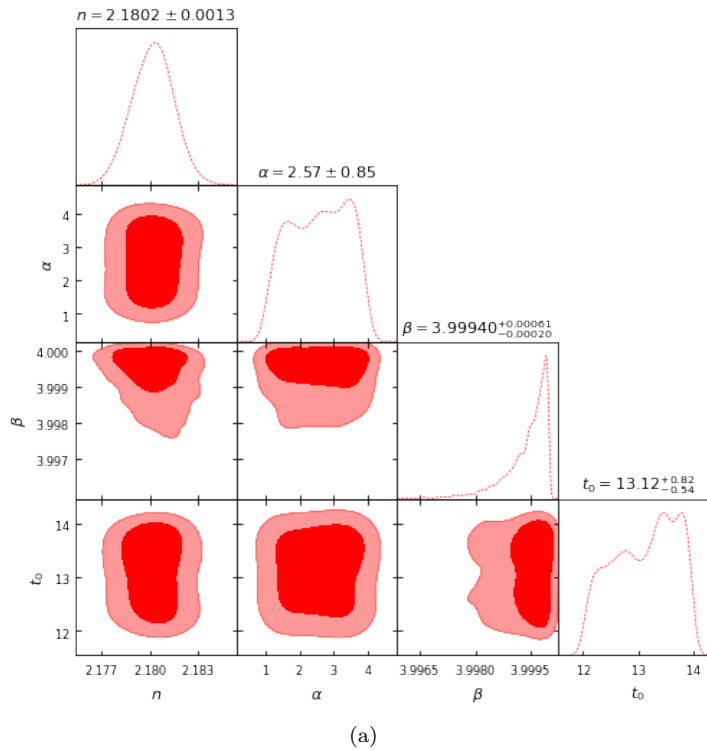 n = 2.1802 ± 0.0013
α = 2.57 ± 0.85
4
3
2
1
α
β = 3.99940^{+0.00061}_{-0.00020}
4.000
3.999
3.998
3.997
β
t_0 = 13.12^{+0.82}_{-0.54}
14
13
12
t_0
2.177 2.180 2.183 1 2 3 4 3.9965 3.9980 3.9995 12 13 14
n α β t_0
(a)